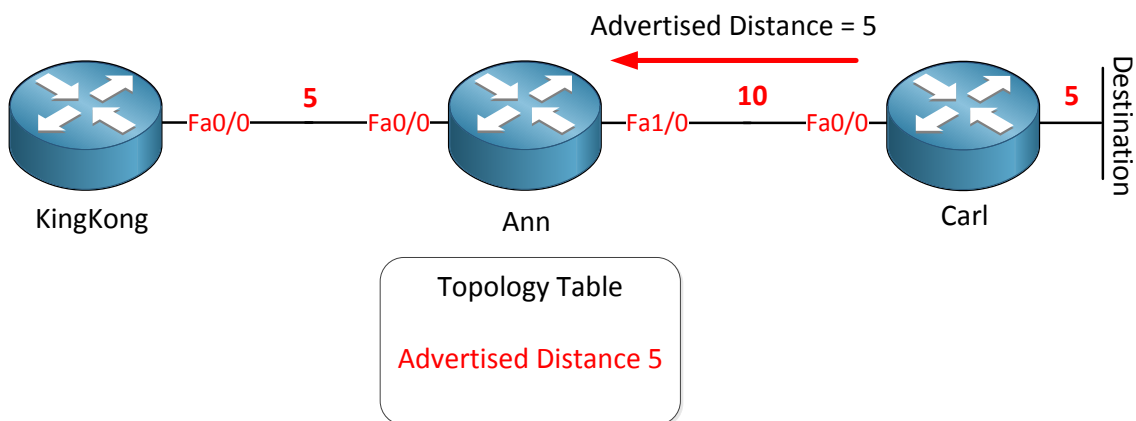 Advertised Distance = 5
5
10
5
Fa0/0
Fa0/0
Fa1/0
Fa0/0
Destination
KingKong
Ann
Carl
Topology Table
Advertised Distance 5